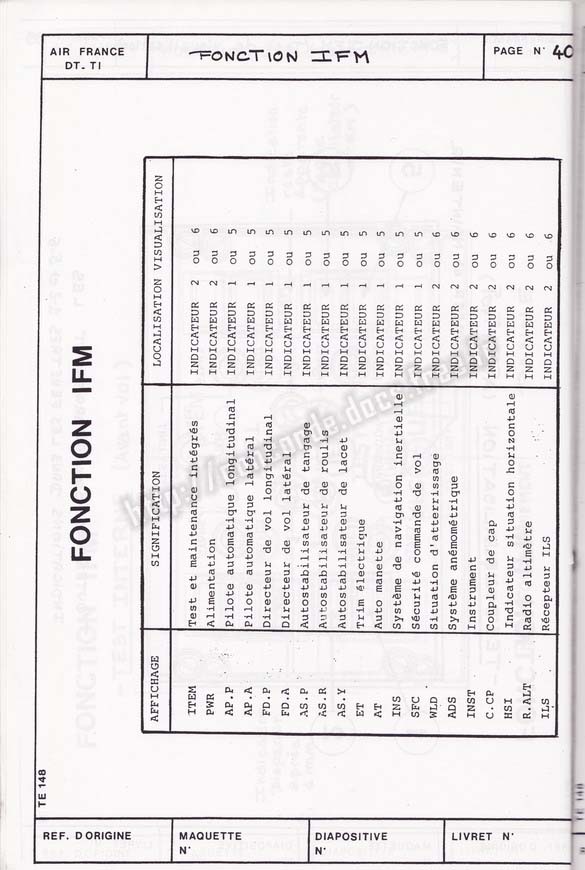 AIR FRANCE
DT-TI
FONCTION IFM
PAGE N° 40
FONCTION IFM
AFFICHAGE SIGNIFICATION LOCALISATION VISUALISATION
ITEM Test et maintenance intégrés INDICATEUR 2 ou 6
PWR Alimentation INDICATEUR 2 ou 6
AP.P Pilote automatique longitudinal INDICATEUR 1 ou 5
AP.A Pilote automatique latéral INDICATEUR 1 ou 5
FD.P Directeur de vol longitudinal INDICATEUR 1 ou 5
FD.A Directeur de vol latéral INDICATEUR 1 ou 5
AS.P Autostabilisateur de tangage INDICATEUR 1 ou 5
AS.R Autostabilisateur de roulis INDICATEUR 1 ou 5
AS.Y Autostabilisateur de lacet INDICATEUR 1 ou 5
ET Trim électrique INDICATEUR 1 ou 5
AT Auto manette INDICATEUR 1 ou 5
INS Système de navigation inertielle INDICATEUR 1 ou 5
SFC Sécurité commande de vol INDICATEUR 1 ou 5
WLD Situation d'atterrissage INDICATEUR 2 ou 6
ADS Système anémométrique INDICATEUR 2 ou 6
INST Instrument INDICATEUR 2 ou 6
C.CP Coupleur de cap INDICATEUR 2 ou 6
HSI Indicateur situation horizontale INDICATEUR 2 ou 6
R.ALT Radio altimètre INDICATEUR 2 ou 6
ILS Récepteur ILS INDICATEUR 2 ou 6
TE 148
REF. D'ORIGINE
MAQUETTE
N°
DIAPOSITIVE
N°
LIVRET N°